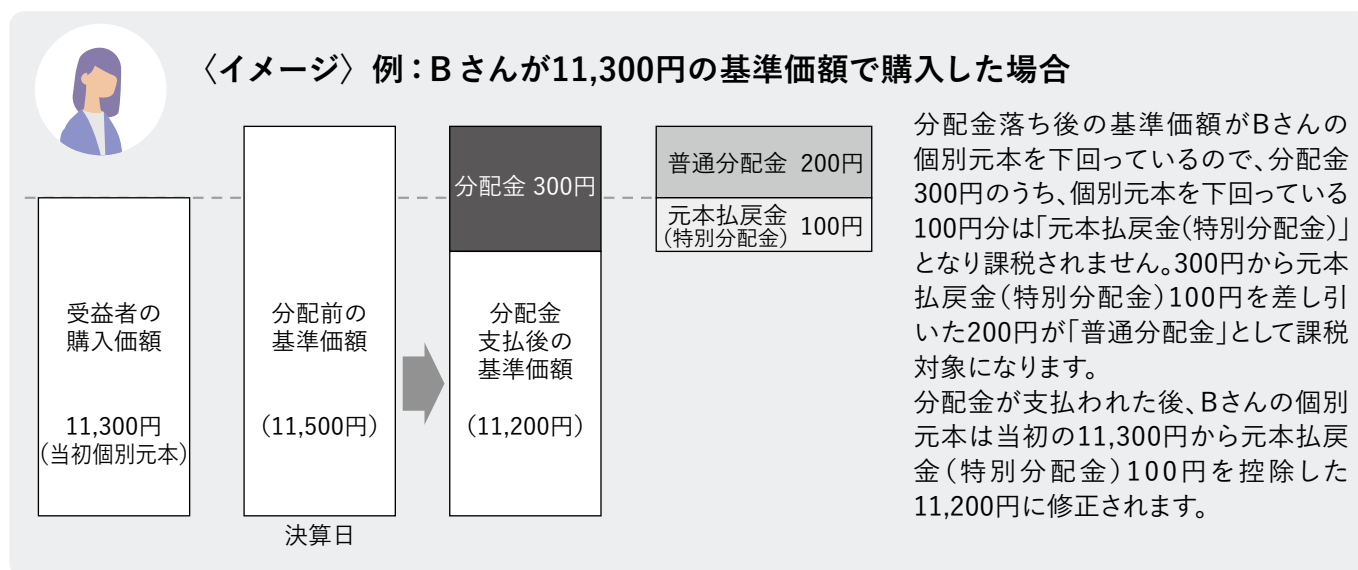 〈イメージ〉例：Bさんが11,300円の基準価額で購入した場合
受益者の
購入価額
11,300円
(当初個別元本)
分配前の
基準価額
(11,500円)
決算日
分配金 300円
分配金
支払後の
基準価額
(11,200円)
普通分配金 200円
元本払戻金
(特別分配金) 100円
分配金落ち後の基準価額がBさんの
個別元本を下回っているので、分配金
300円のうち、個別元本を下回っている
100円分は「元本払戻金(特別分配金)」
となり課税されません。300円から元本
払戻金(特別分配金)100円を差し引
いた200円が「普通分配金」として課税
対象になります。
分配金が支払われた後、Bさんの個別
元本は当初の11,300円から元本払戻
金(特別分配金)100円を控除した
11,200円に修正されます。